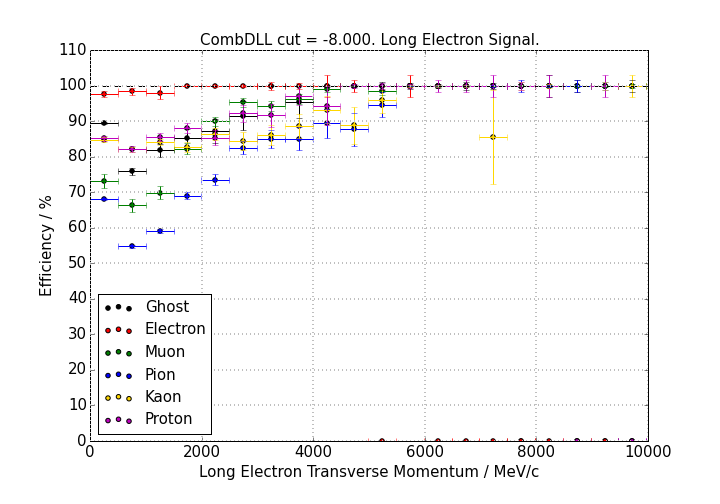 CombDLL cut = -8.000. Long Electron Signal.
110
100
90
80
70
60
50
40
30
20
10
0
Efficiency / %
Ghost
Electron
Muon
Pion
Kaon
Proton
0 2000 4000 6000 8000 10000
Long Electron Transverse Momentum / MeV/c